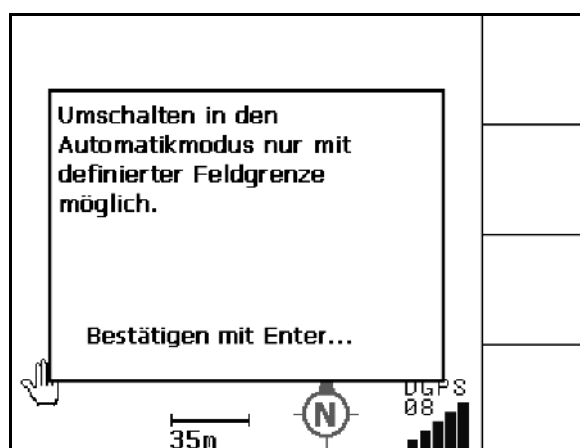 Umschalten in den
Automatikmodus nur mit
definierter Feldgrenze
möglich.
Bestätigen mit Enter...
DGPS
08
N
35m